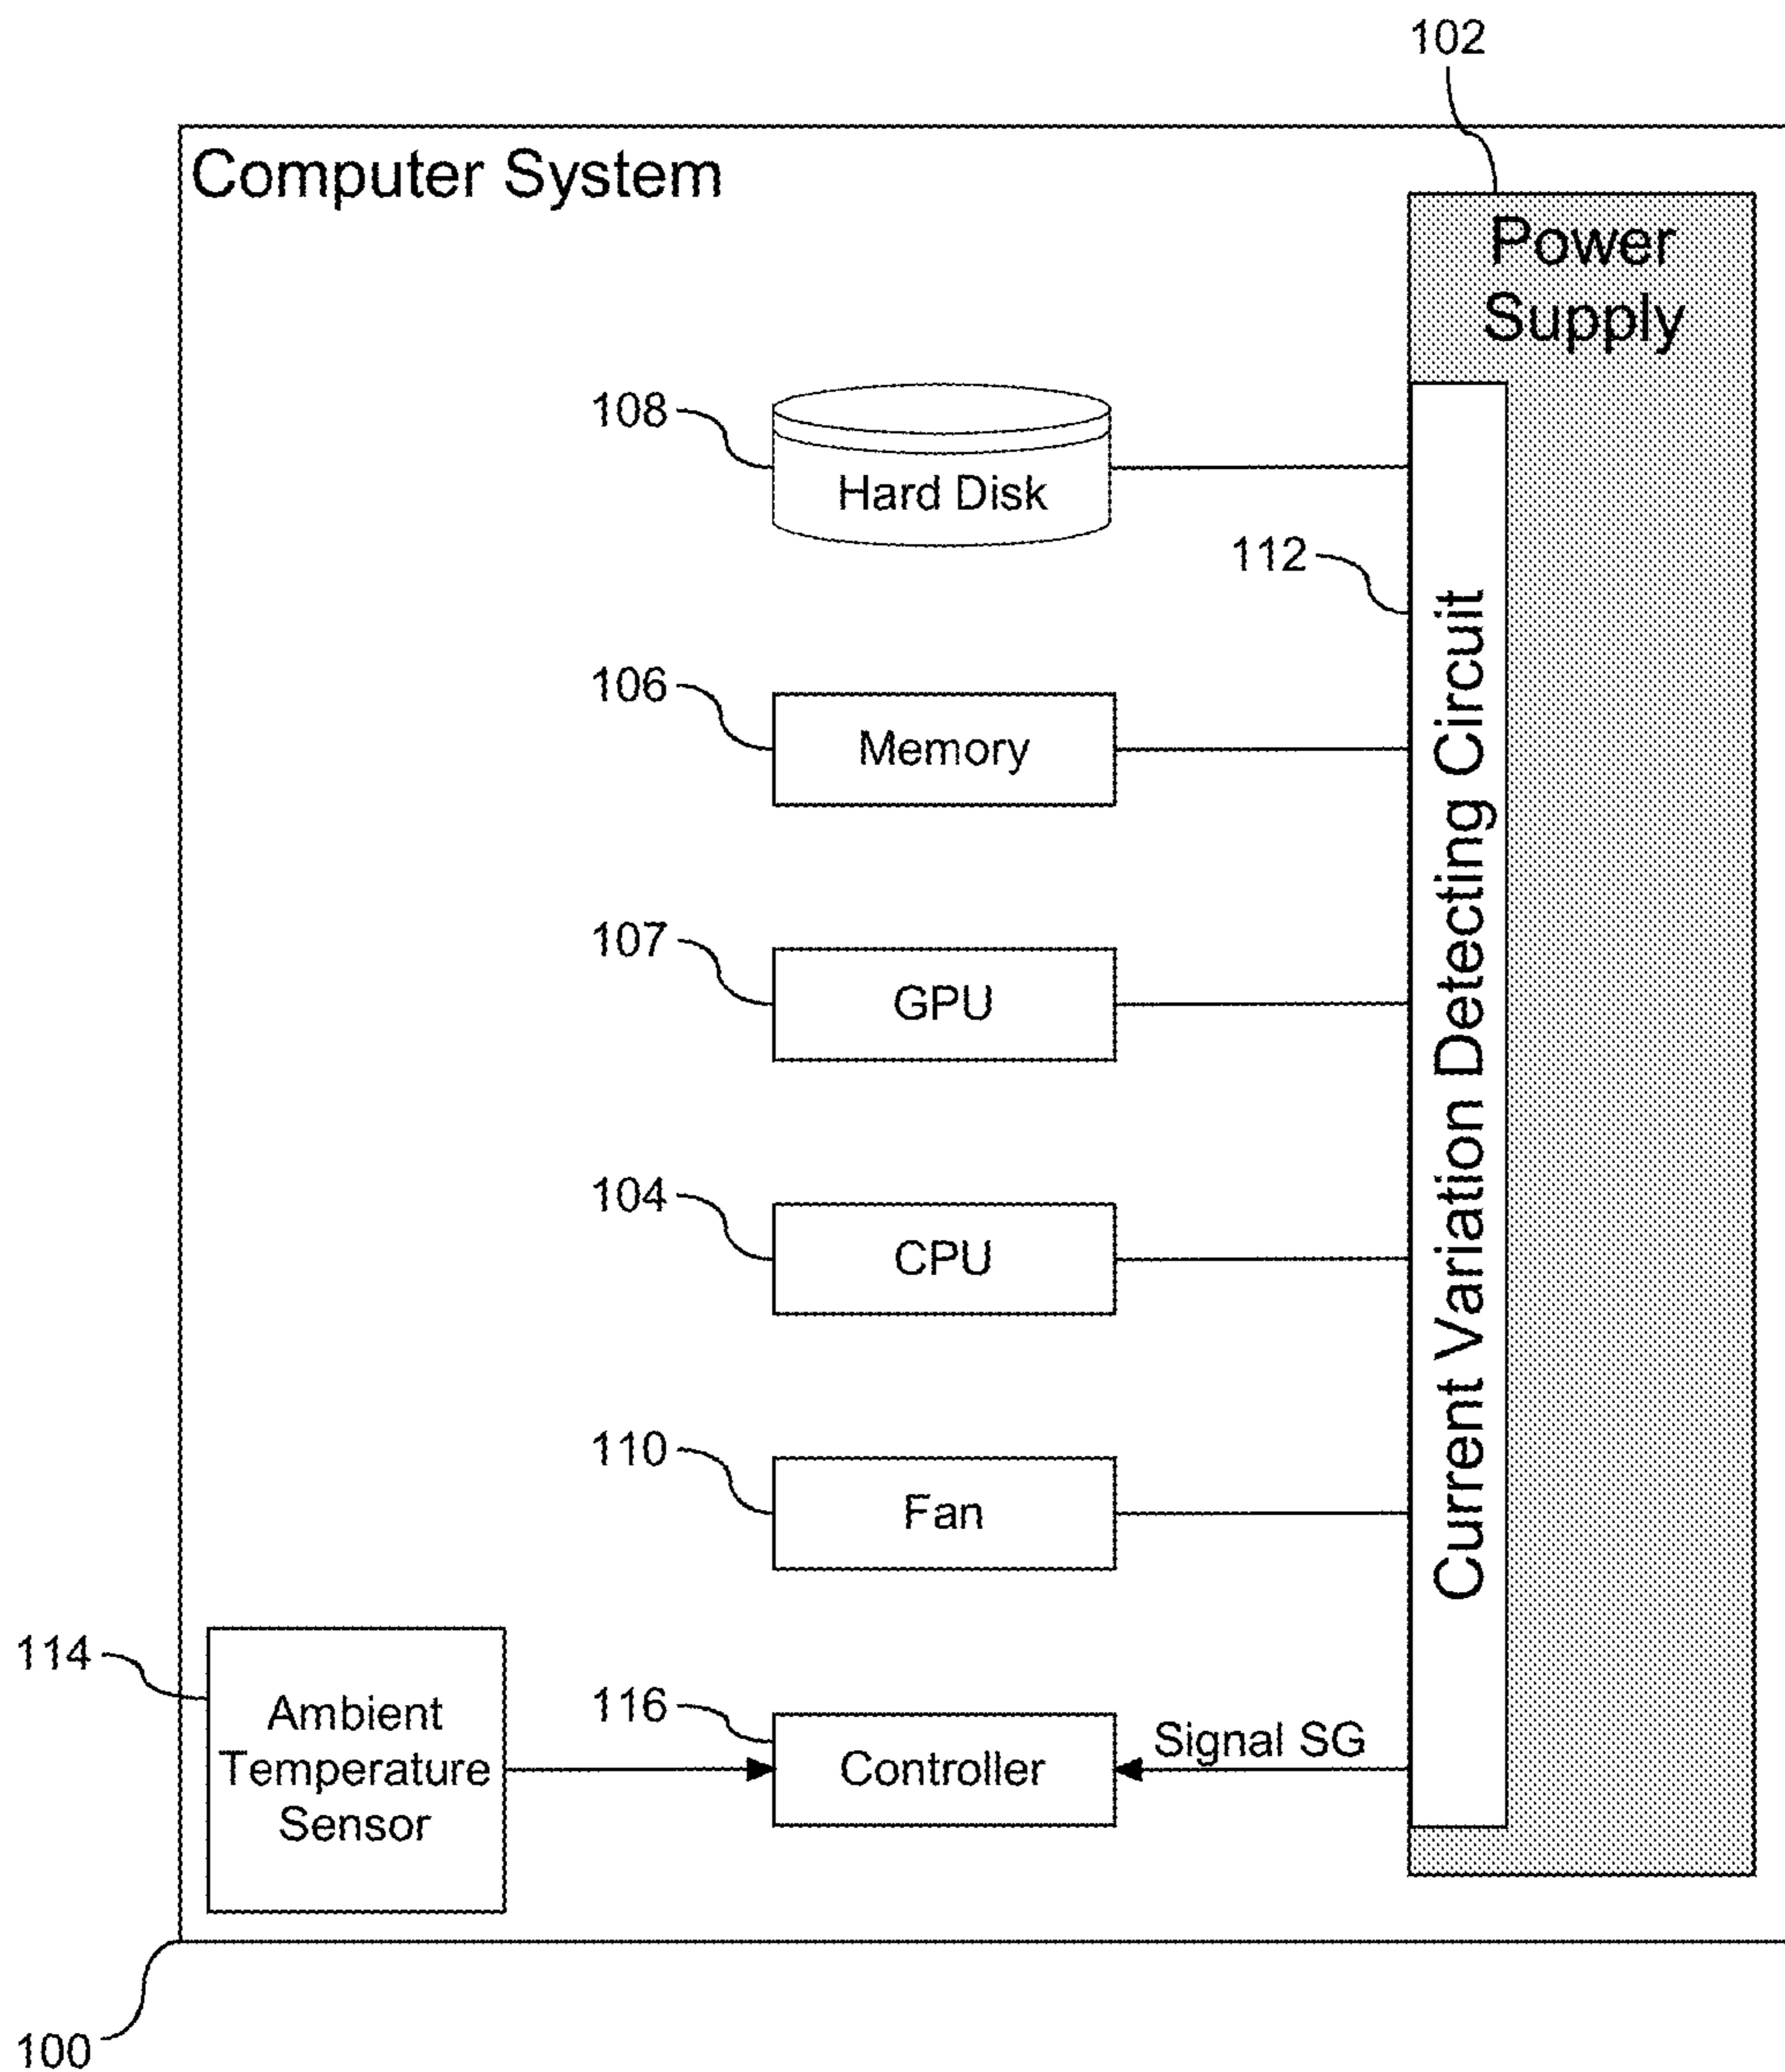 102
Computer System
Power
Supply
108
Hard Disk
112
Current Variation Detecting Circuit
106
Memory
107
GPU
104
CPU
110
Fan
114
Ambient
Temperature
Sensor
116
Controller
Signal SG
100